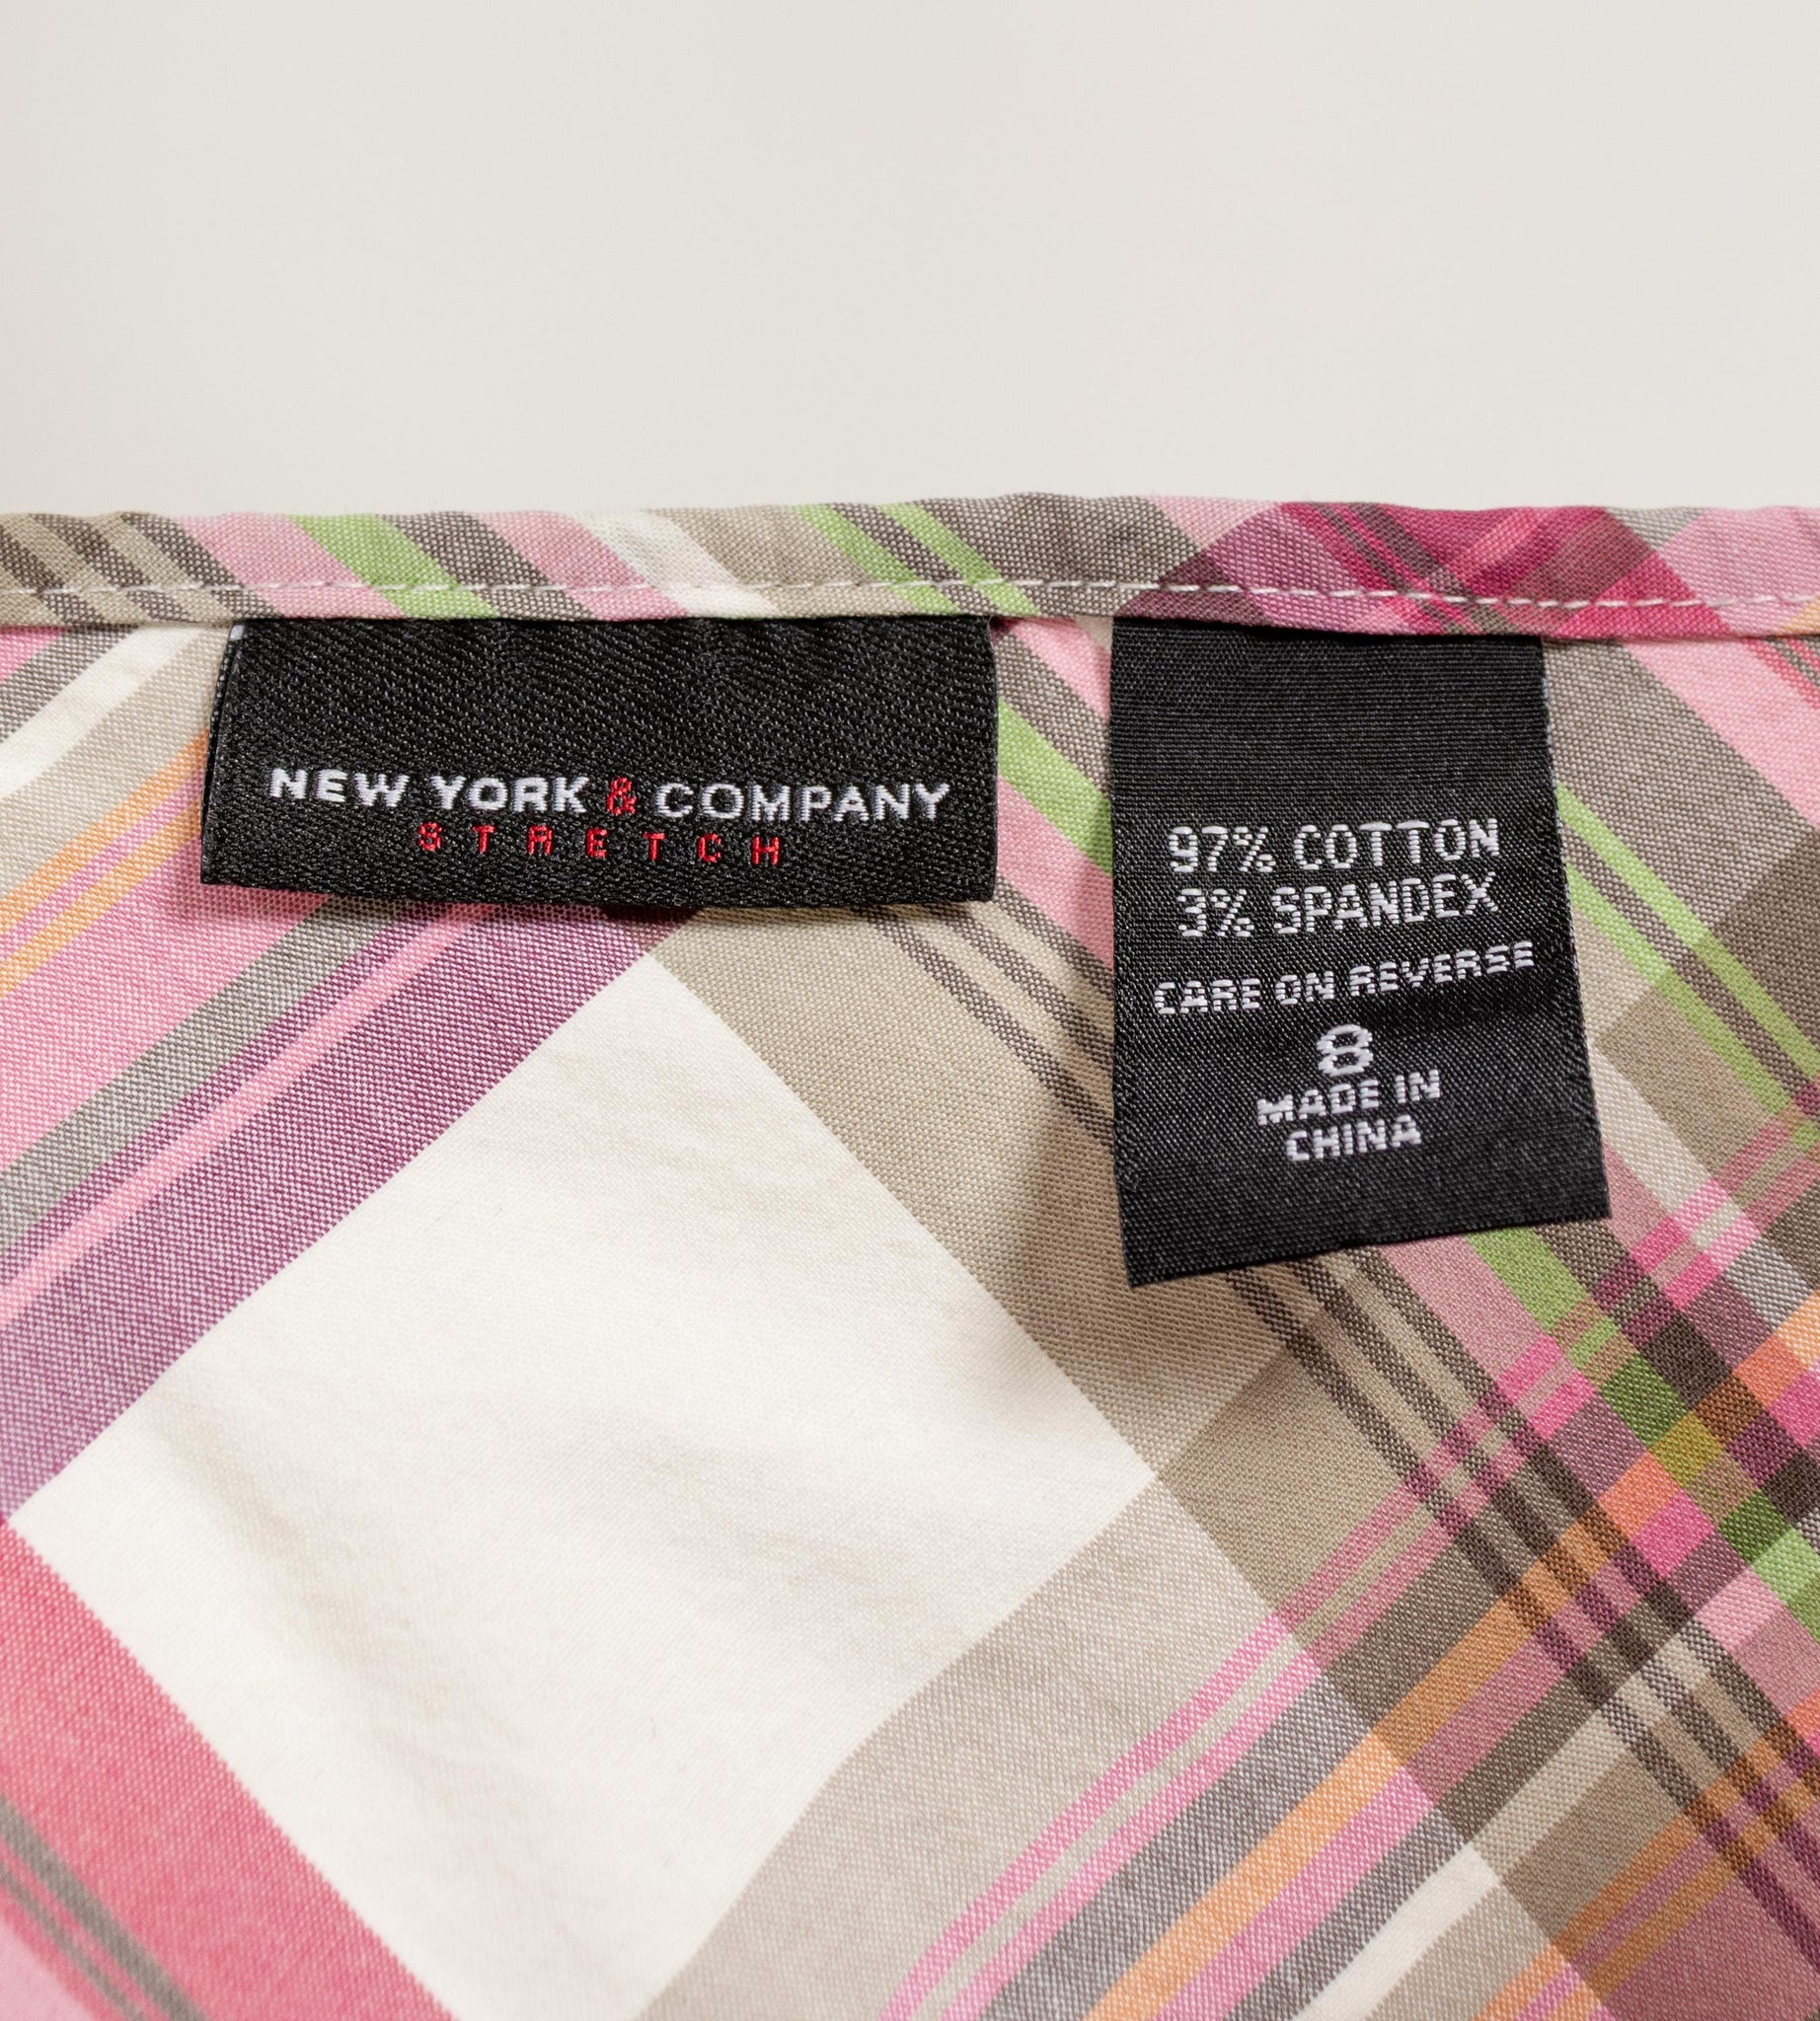 NEW YORK & COMPANY
STRETCH
97% COTTON
3% SPANDEX
CARE ON REVERSE
8
MADE IN
CHINA